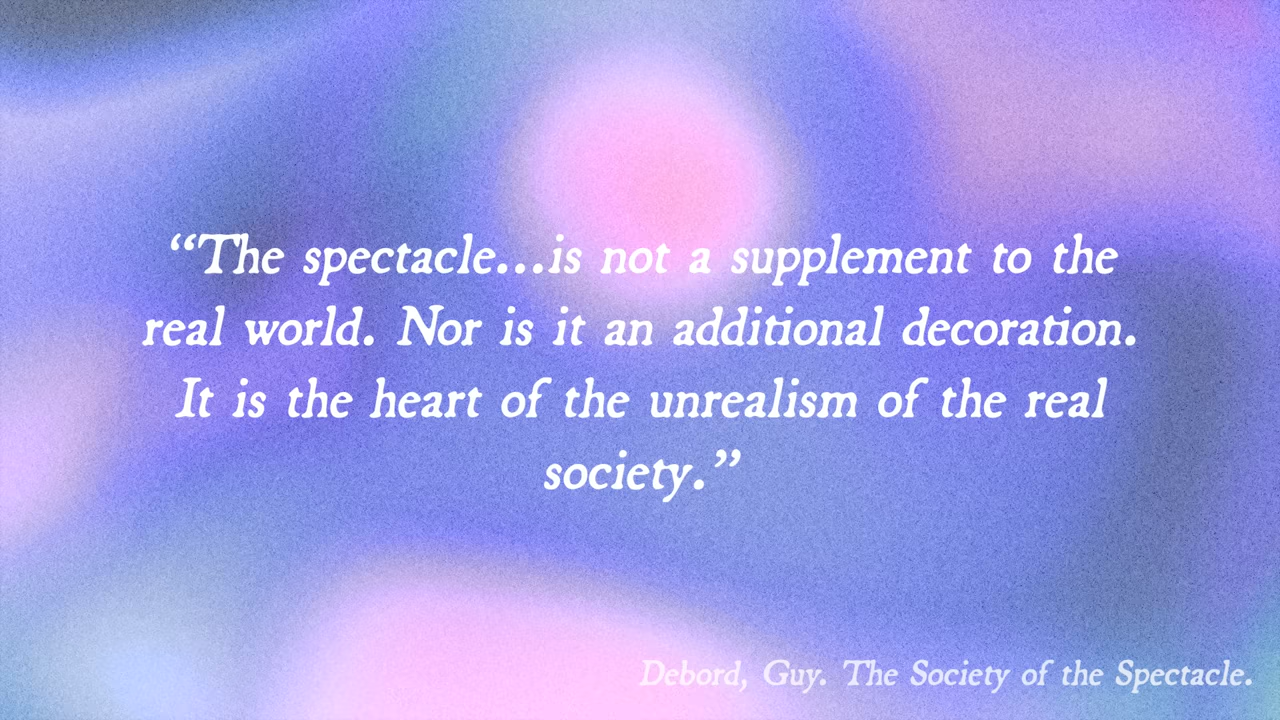 “The spectacle...is not a supplement to the
real world. Nor is it an additional decoration.
It is the heart of the unrealism of the real
society.”
Debord, Guy. The Society of the Spectacle.